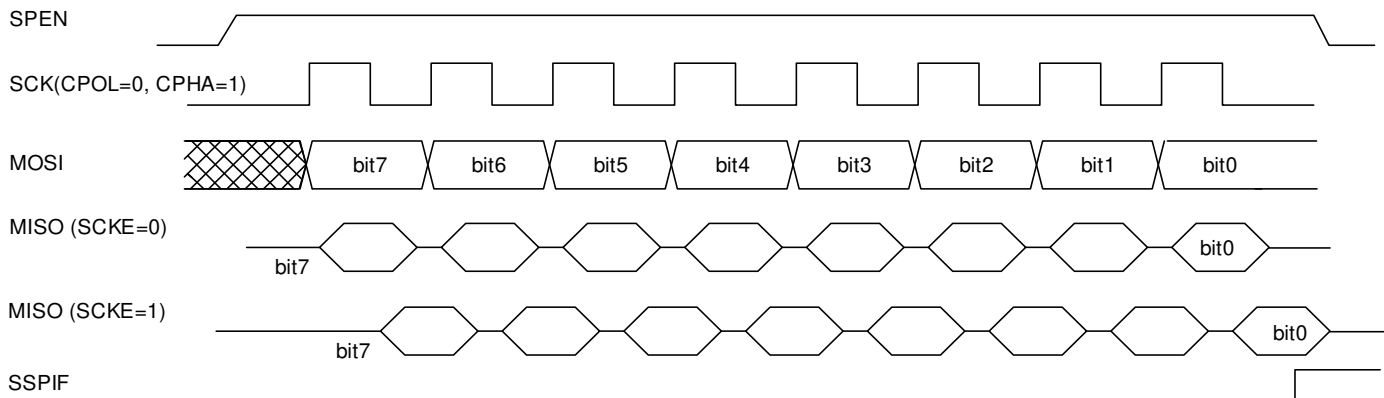 SPEN
SCK(CPOL=0, CPHA=1)
MOSI bit7 bit6 bit5 bit4 bit3 bit2 bit1 bit0
MISO (SCKE=0)
bit7 bit0
MISO (SCKE=1)
bit7 bit0
SSPIF